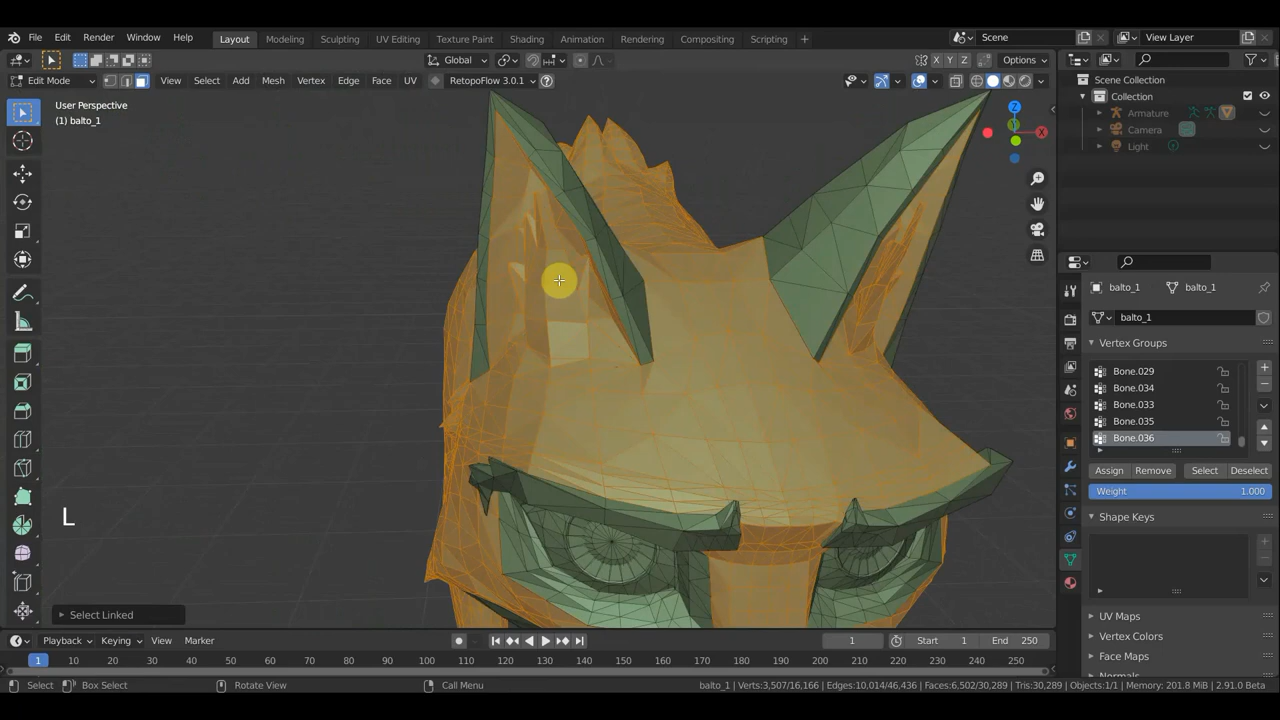 File Edit Render Window Help Layout Modeling Sculpting UV Editing Texture Paint Shading Animation Rendering Compositing Scripting Scene View Layer
Global X Y Z Options
Edit Mode View Select Add Mesh Vertex Edge Face UV RetopoFlow 3.0.1
Scene Collection
Collection
Armature
Camera
Light
User Perspective
(1) balto_1
X
balto_1 balto_1
balto_1
Vertex Groups
Bone.029
Bone.034
Bone.033
Bone.035
Bone.036
Assign Remove Select Deselect
Weight 1.000
Shape Keys
UV Maps
Vertex Colors
Face Maps
Normals
L
Select Linked
Playback Keying View Marker 1 Start 1 End 250
1 10 20 30 40 50 60 70 80 90 100 110 120 130 140 150 160 170 180 190 200 210 220 230 240 250
Select Box Select Rotate View Call Menu balto_1 | Verts:3,507/16,166 | Edges:10,014/46,436 | Faces:6,502/30,289 | Tris:30,289 | Objects:1/1 | Memory: 201.8 MiB | 2.91.0 Beta